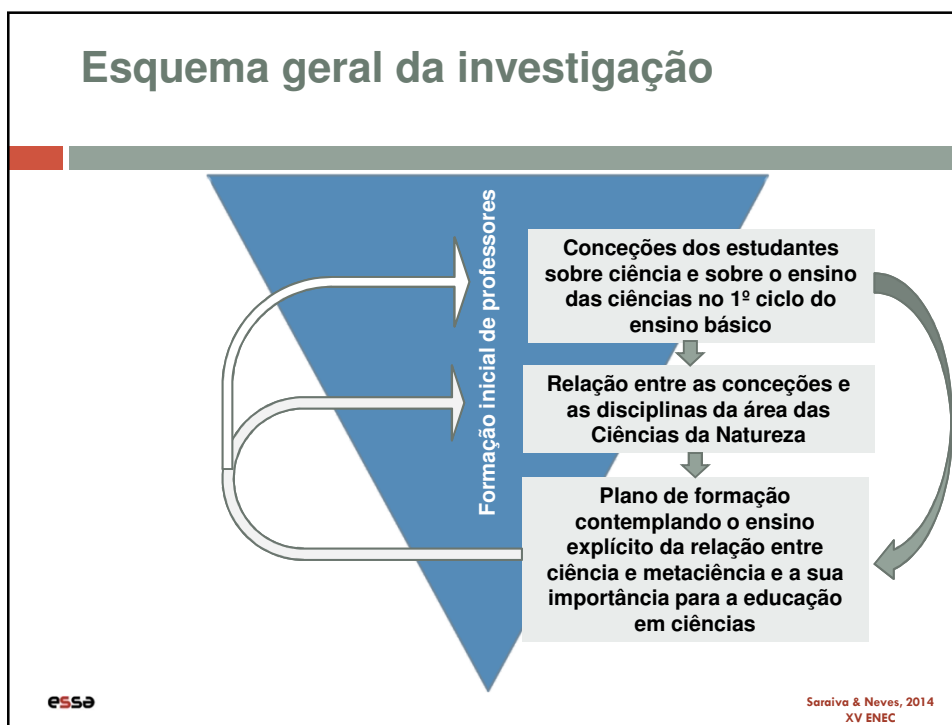 Esquema geral da investigação
Formação inicial de professores
Conceções dos estudantes
sobre ciência e sobre o ensino
das ciências no 1º ciclo do
ensino básico
Relação entre as conceções e
as disciplinas da área das
Ciências da Natureza
Plano de formação
contemplando o ensino
explícito da relação entre
ciência e metaciência e a sua
importância para a educação
em ciências
essa
Saraiva & Neves, 2014
XV ENEC